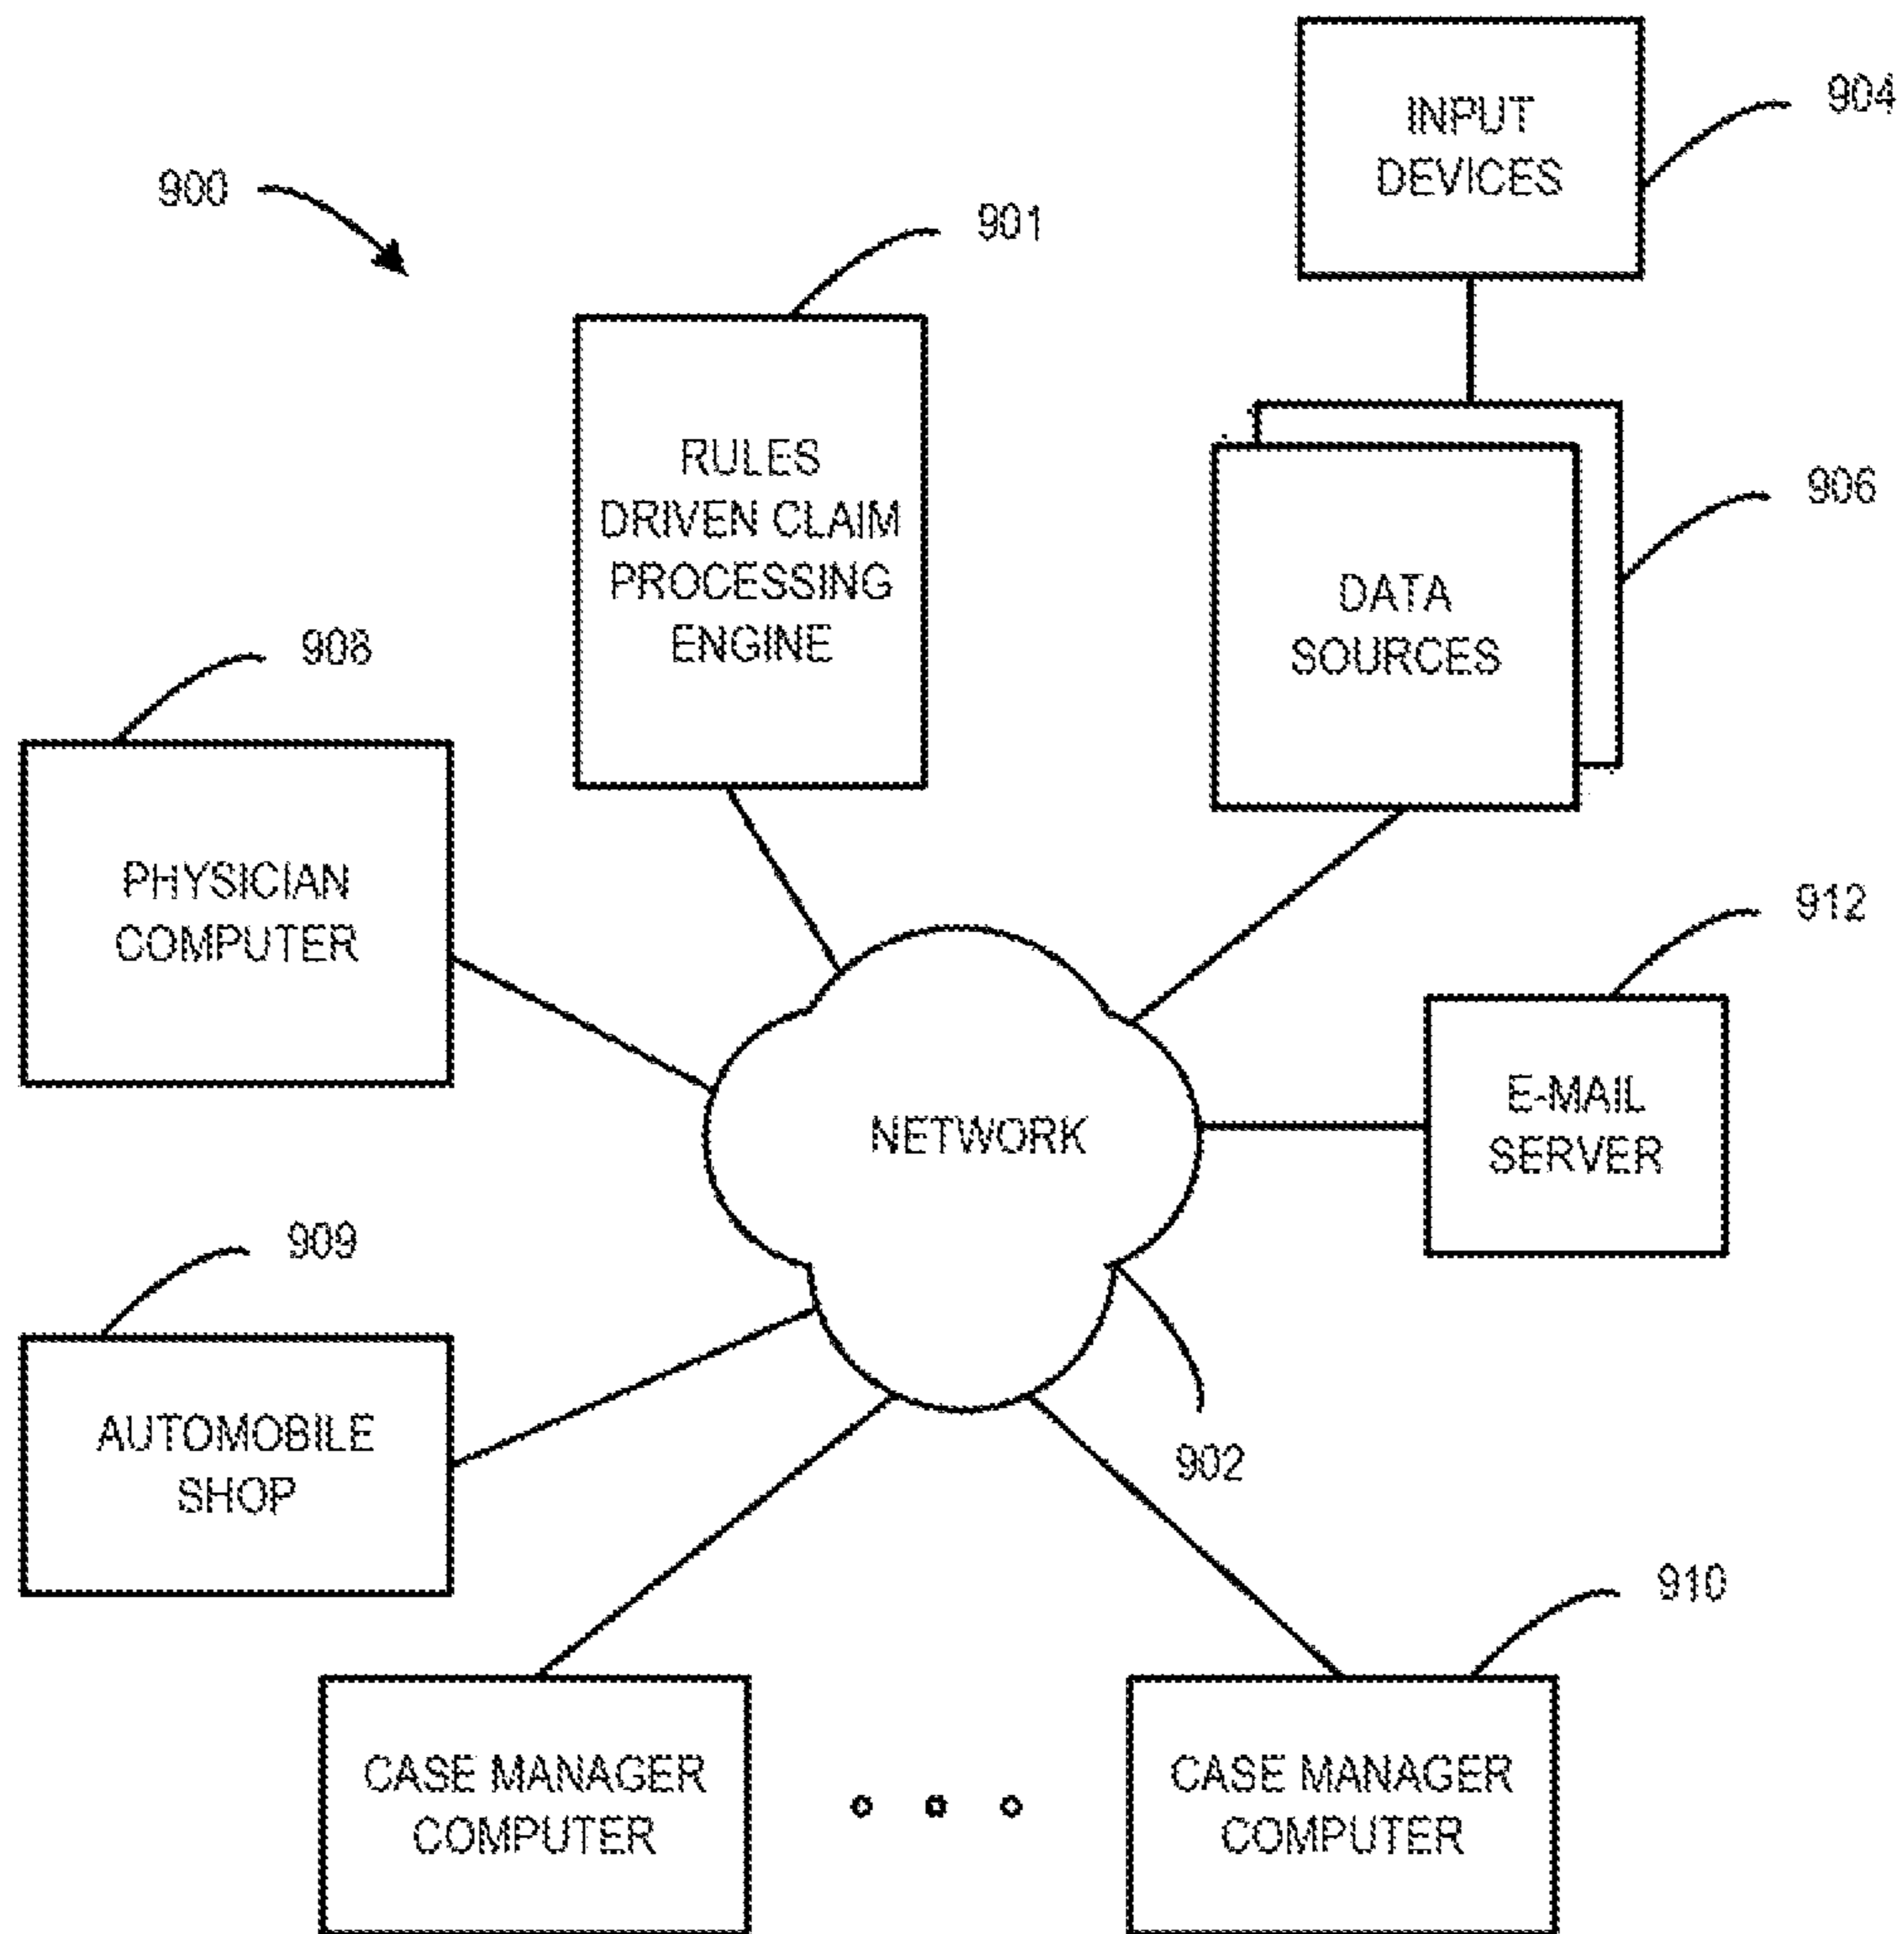 INPUT
DEVICES
904
900
901
RULES
DRIVEN CLAIM
PROCESSING
ENGINE
DATA
SOURCES
906
908
PHYSICIAN
COMPUTER
912
E-MAIL
SERVER
NETWORK
909
AUTOMOBILE
SHOP
902
910
CASE MANAGER
COMPUTER
CASE MANAGER
COMPUTER